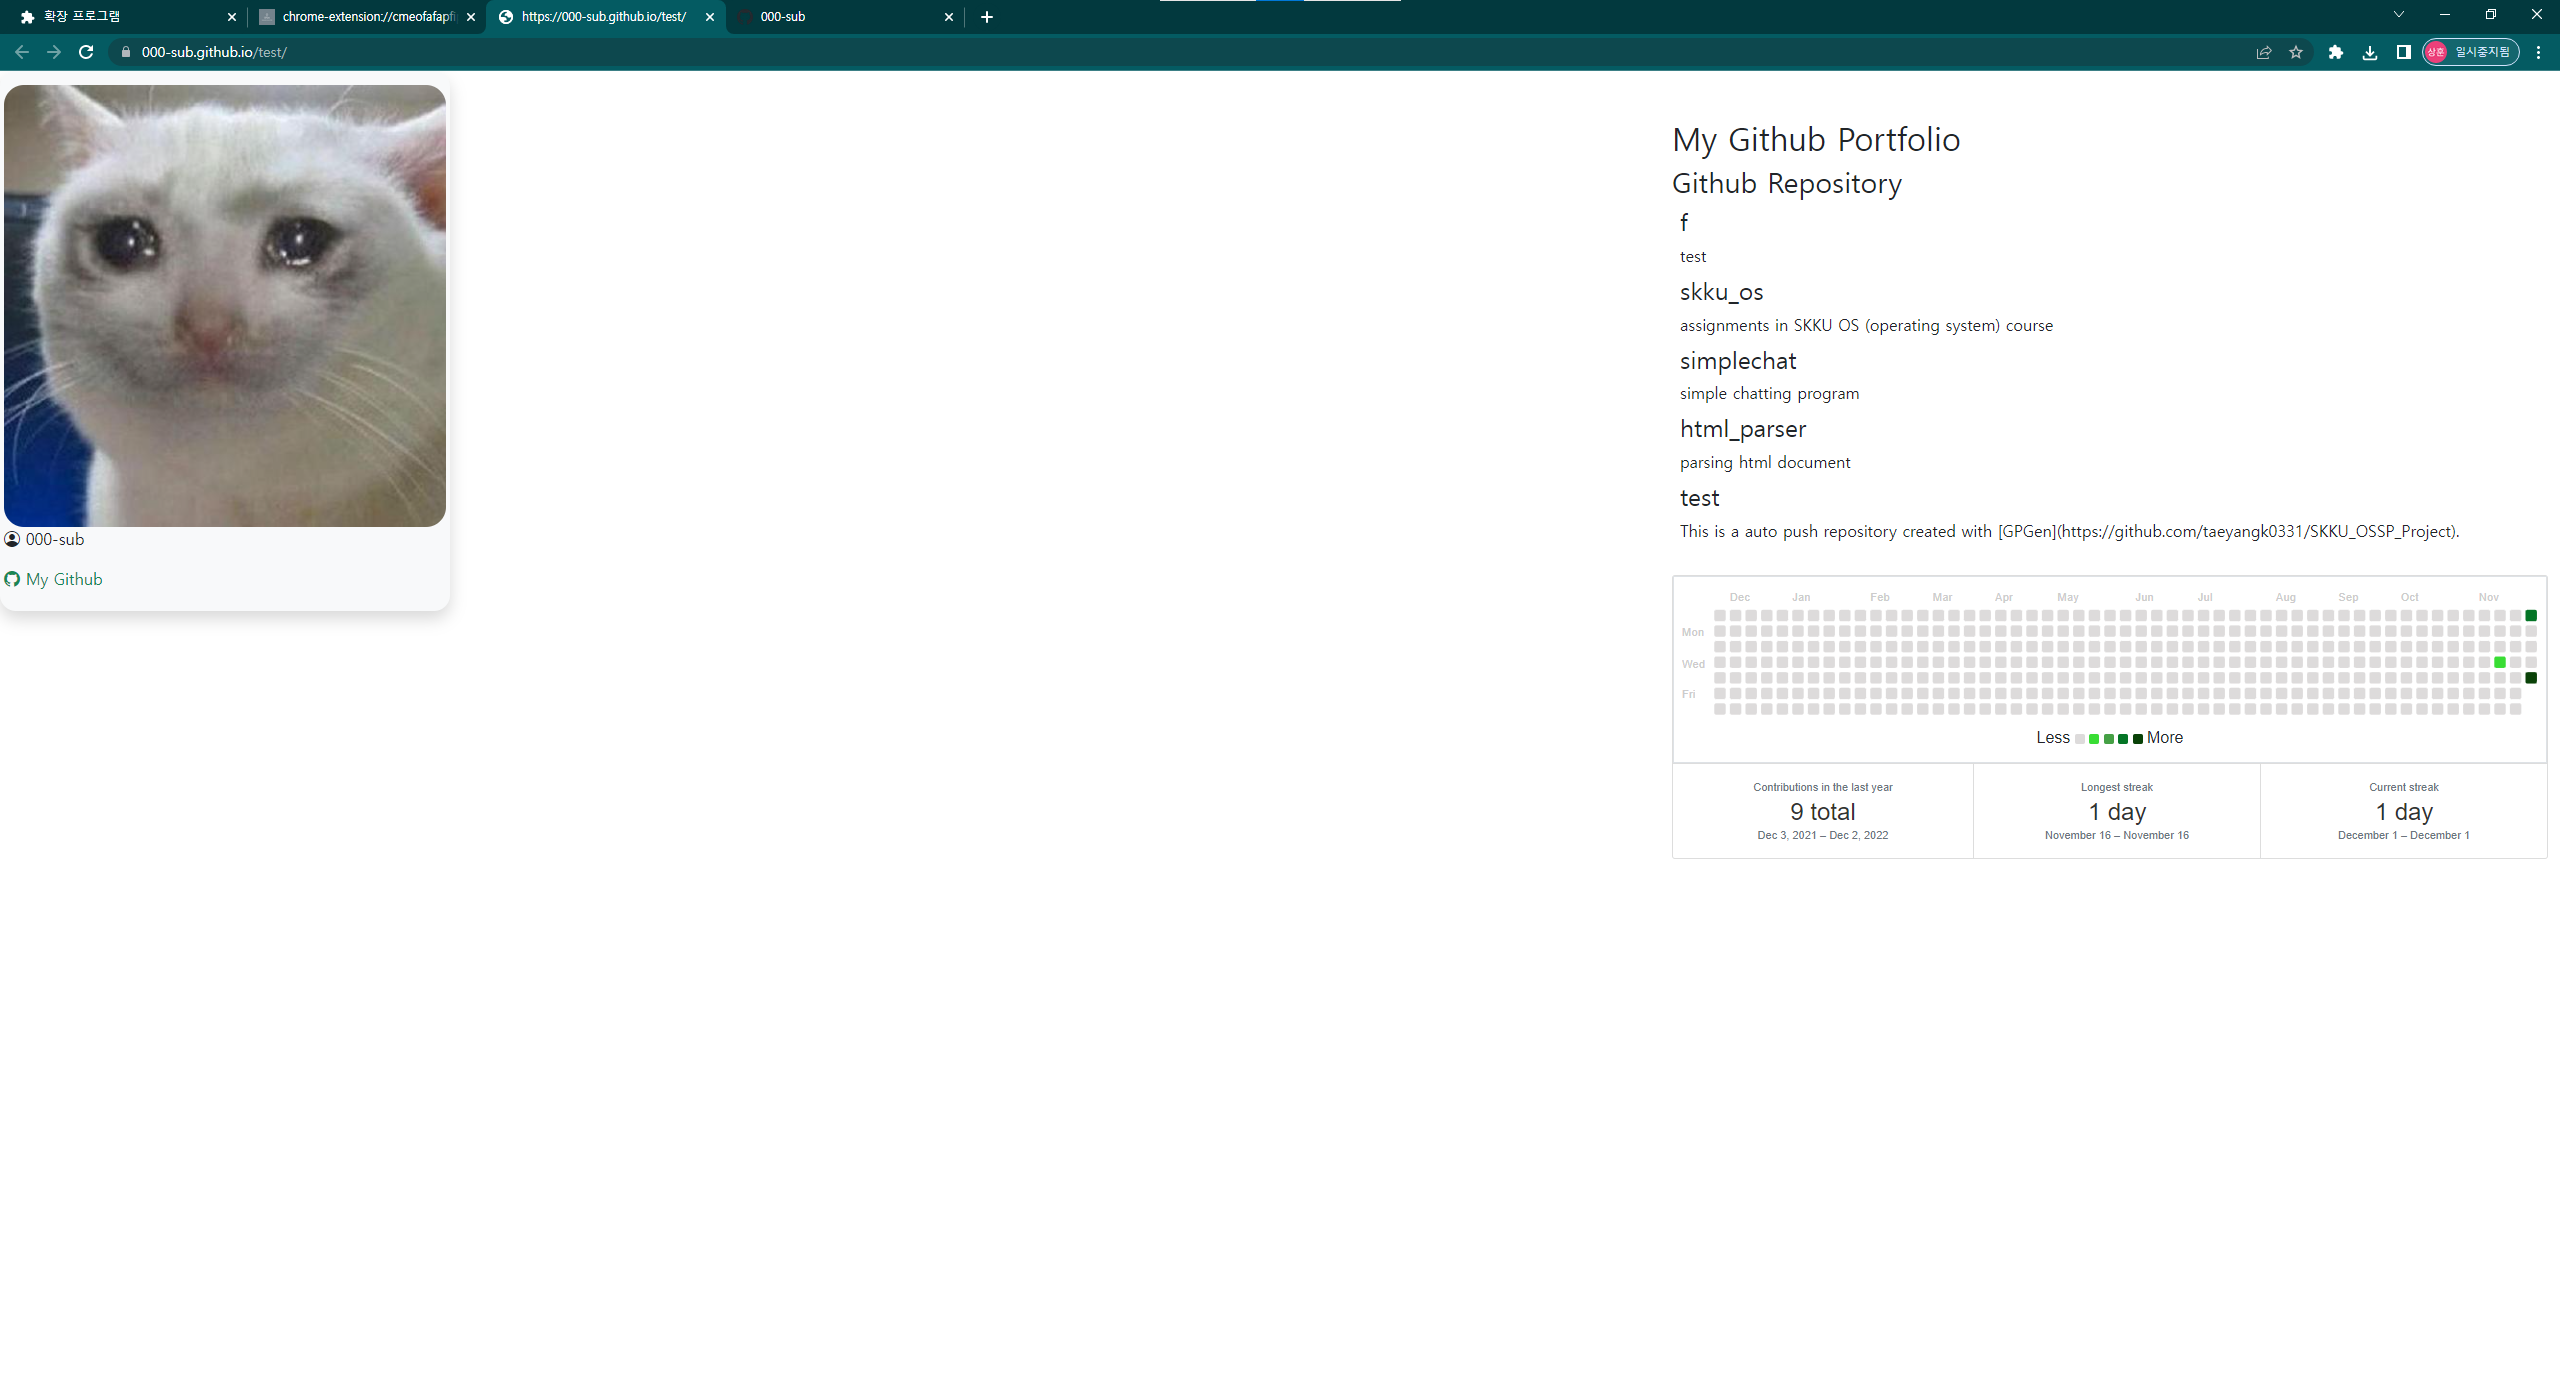 확장 프로그램
chrome-extension://cmeofafapfi
https://000-sub.github.io/test/
000-sub
000-sub.github.io/test/
상훈
일시중지됨
000-sub
My Github
My Github Portfolio
Github Repository
f
test
skku_os
assignments in SKKU OS (operating system) course
simplechat
simple chatting program
html_parser
parsing html document
test
This is a auto push repository created with [GPGen](https://github.com/taeyangk0331/SKKU_OSSP_Project).
Dec Jan Feb Mar Apr May Jun Jul Aug Sep Oct Nov
Mon
Wed
Fri
Less More
Contributions in the last year
9 total
Dec 3, 2021 – Dec 2, 2022
Longest streak
1 day
November 16 – November 16
Current streak
1 day
December 1 – December 1